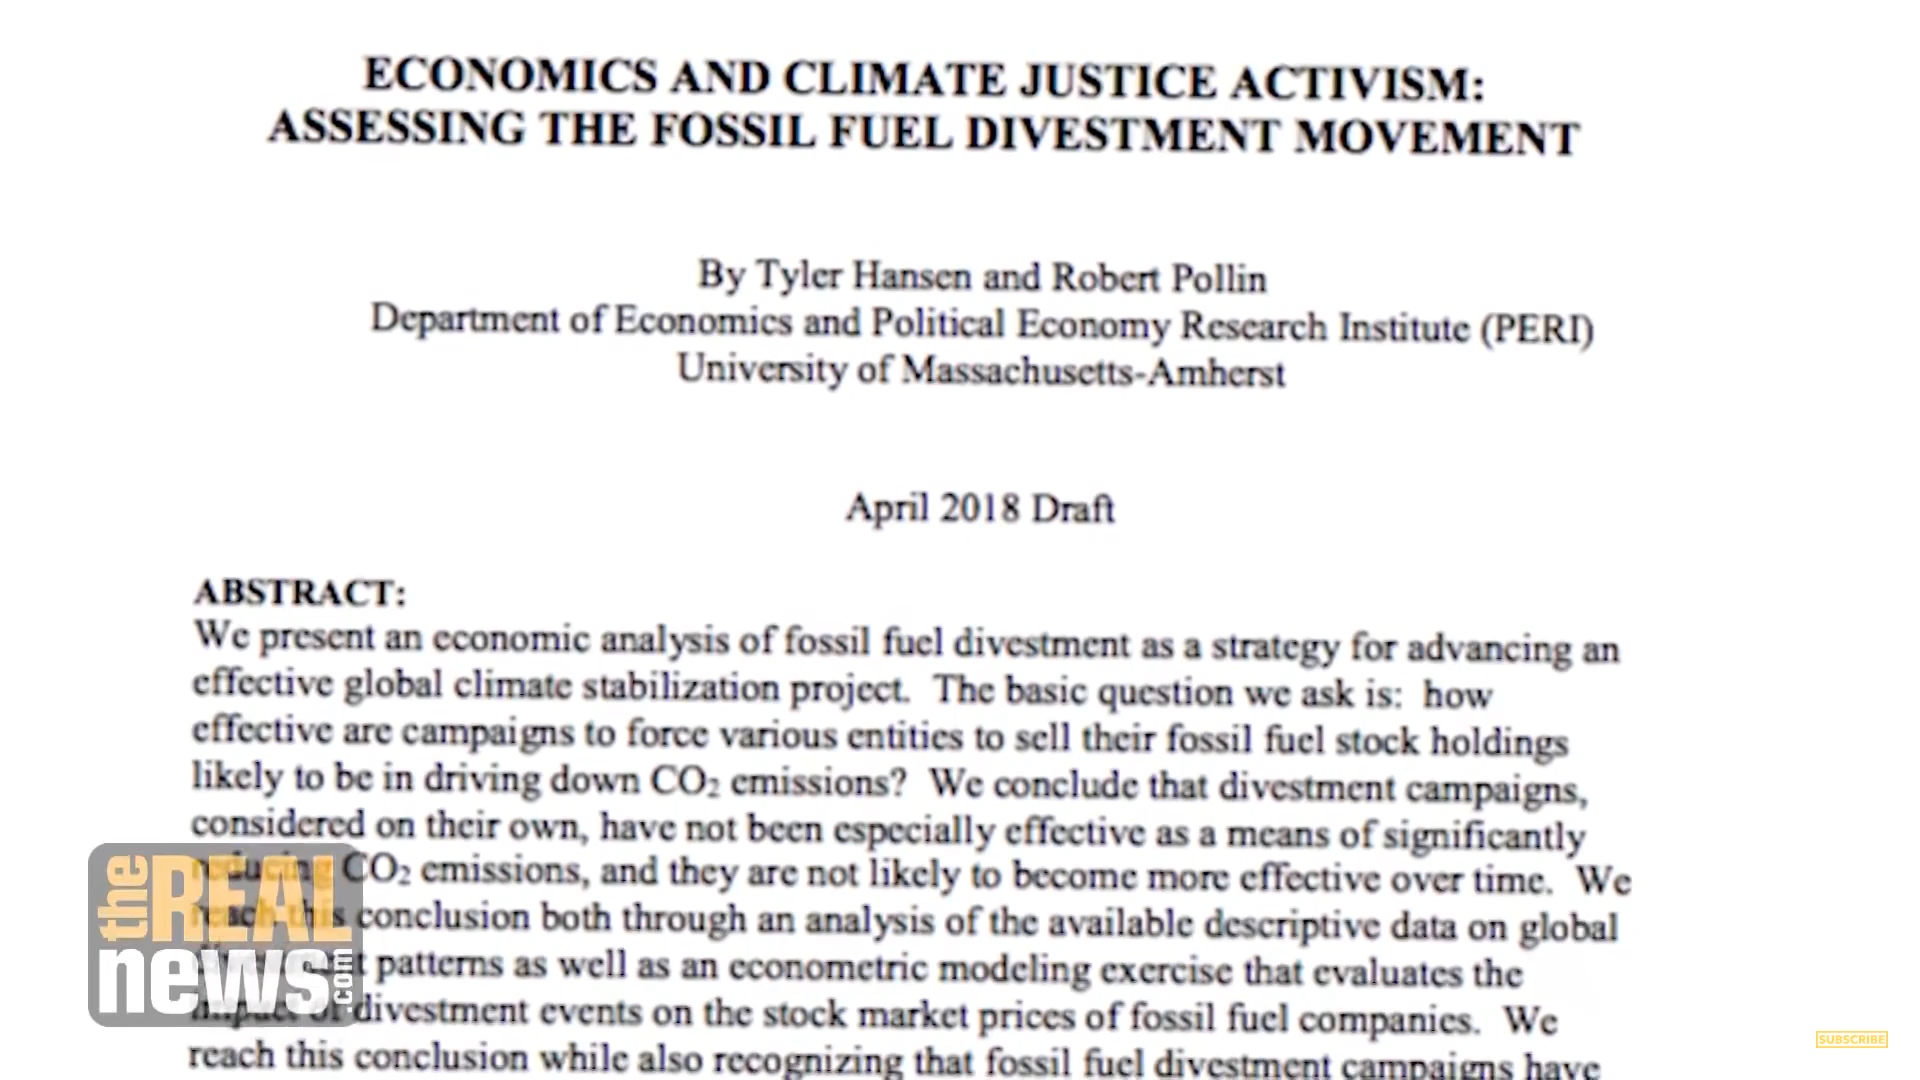 ECONOMICS AND CLIMATE JUSTICE ACTIVISM:
ASSESSING THE FOSSIL FUEL DIVESTMENT MOVEMENT
By Tyler Hansen and Robert Pollin
Department of Economics and Political Economy Research Institute (PERI)
University of Massachusetts-Amherst
April 2018 Draft
ABSTRACT:
We present an economic analysis of fossil fuel divestment as a strategy for advancing an
effective global climate stabilization project. The basic question we ask is: how
effective are campaigns to force various entities to sell their fossil fuel stock holdings
likely to be in driving down CO₂ emissions? We conclude that divestment campaigns,
considered on their own, have not been especially effective as a means of significantly
reducing CO₂ emissions, and they are not likely to become more effective over time. We
reach this conclusion both through an analysis of the available descriptive data on global
patterns as well as an econometric modeling exercise that evaluates the
impact of divestment events on the stock market prices of fossil fuel companies. We
reach this conclusion while also recognizing that fossil fuel divestment campaigns have
the REAL
news.com
SUBSCRIBE